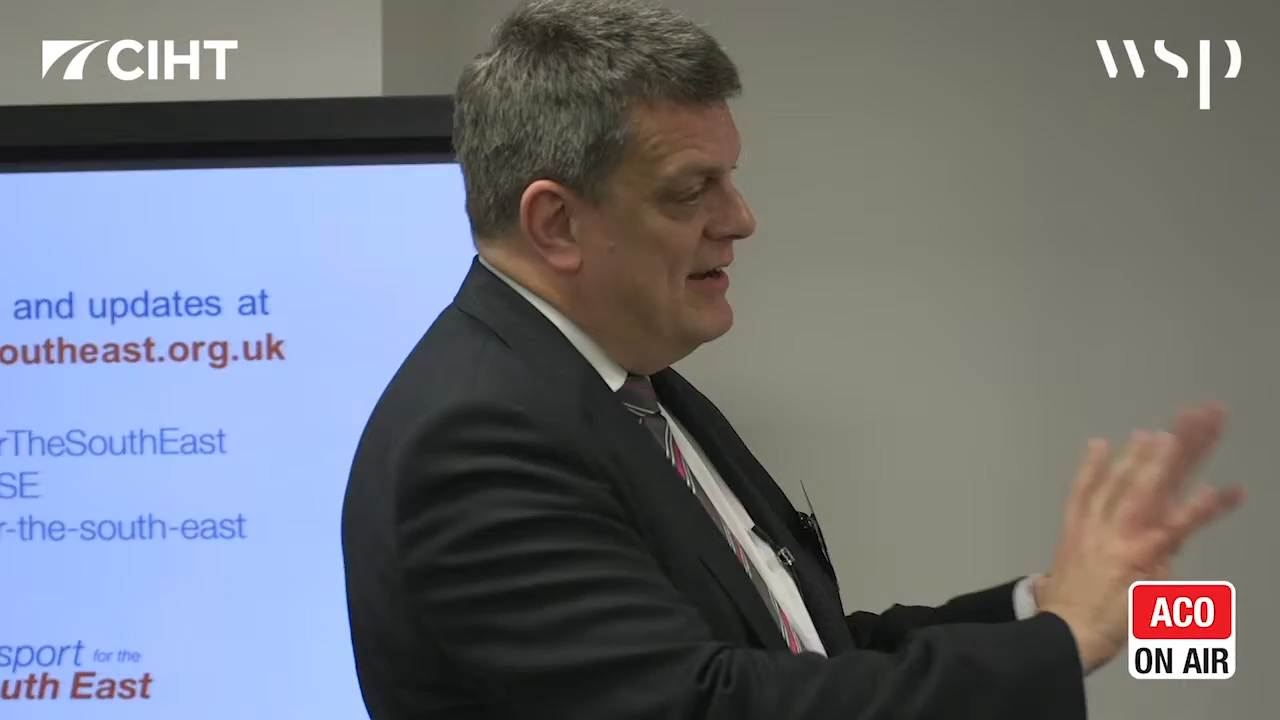 CIHT
wsp
and updates at
outheast.org.uk
rTheSouthEast
SE
r-the-south-east
sport for the
uth East
ACO
ON AIR